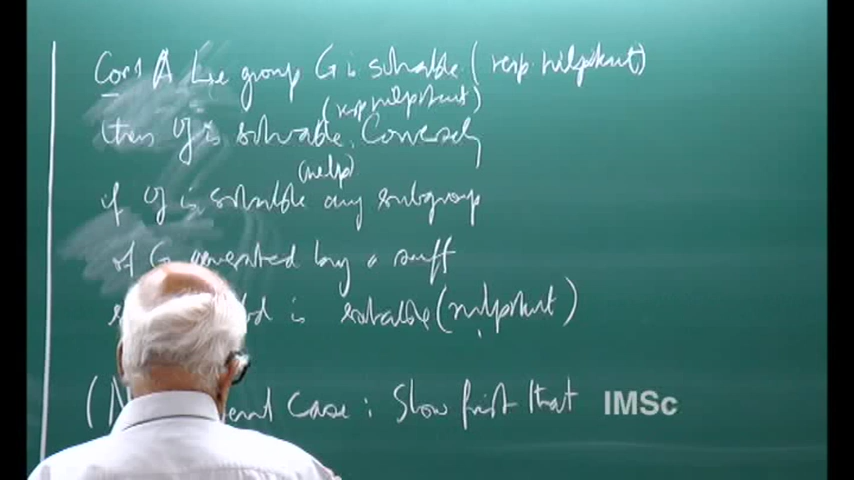 Cor A Lie group G is solvable (resp nilpotent)
(resp nilpotent)
then 𝔤 is solvable. Conversely
(nilp)
if 𝔤 is solvable any subgroup
of G generated by a suff
nbd is solvable (nilpotent)
Case : Show first that
IMSc